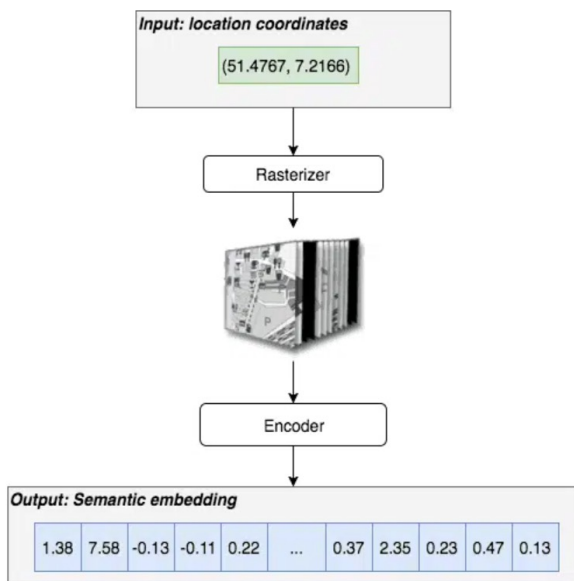 Input: location coordinates
(51.4767, 7.2166)
Rasterizer
P
Encoder
Output: Semantic embedding
1.38 7.58 -0.13 -0.11 0.22 ... 0.37 2.35 0.23 0.47 0.13